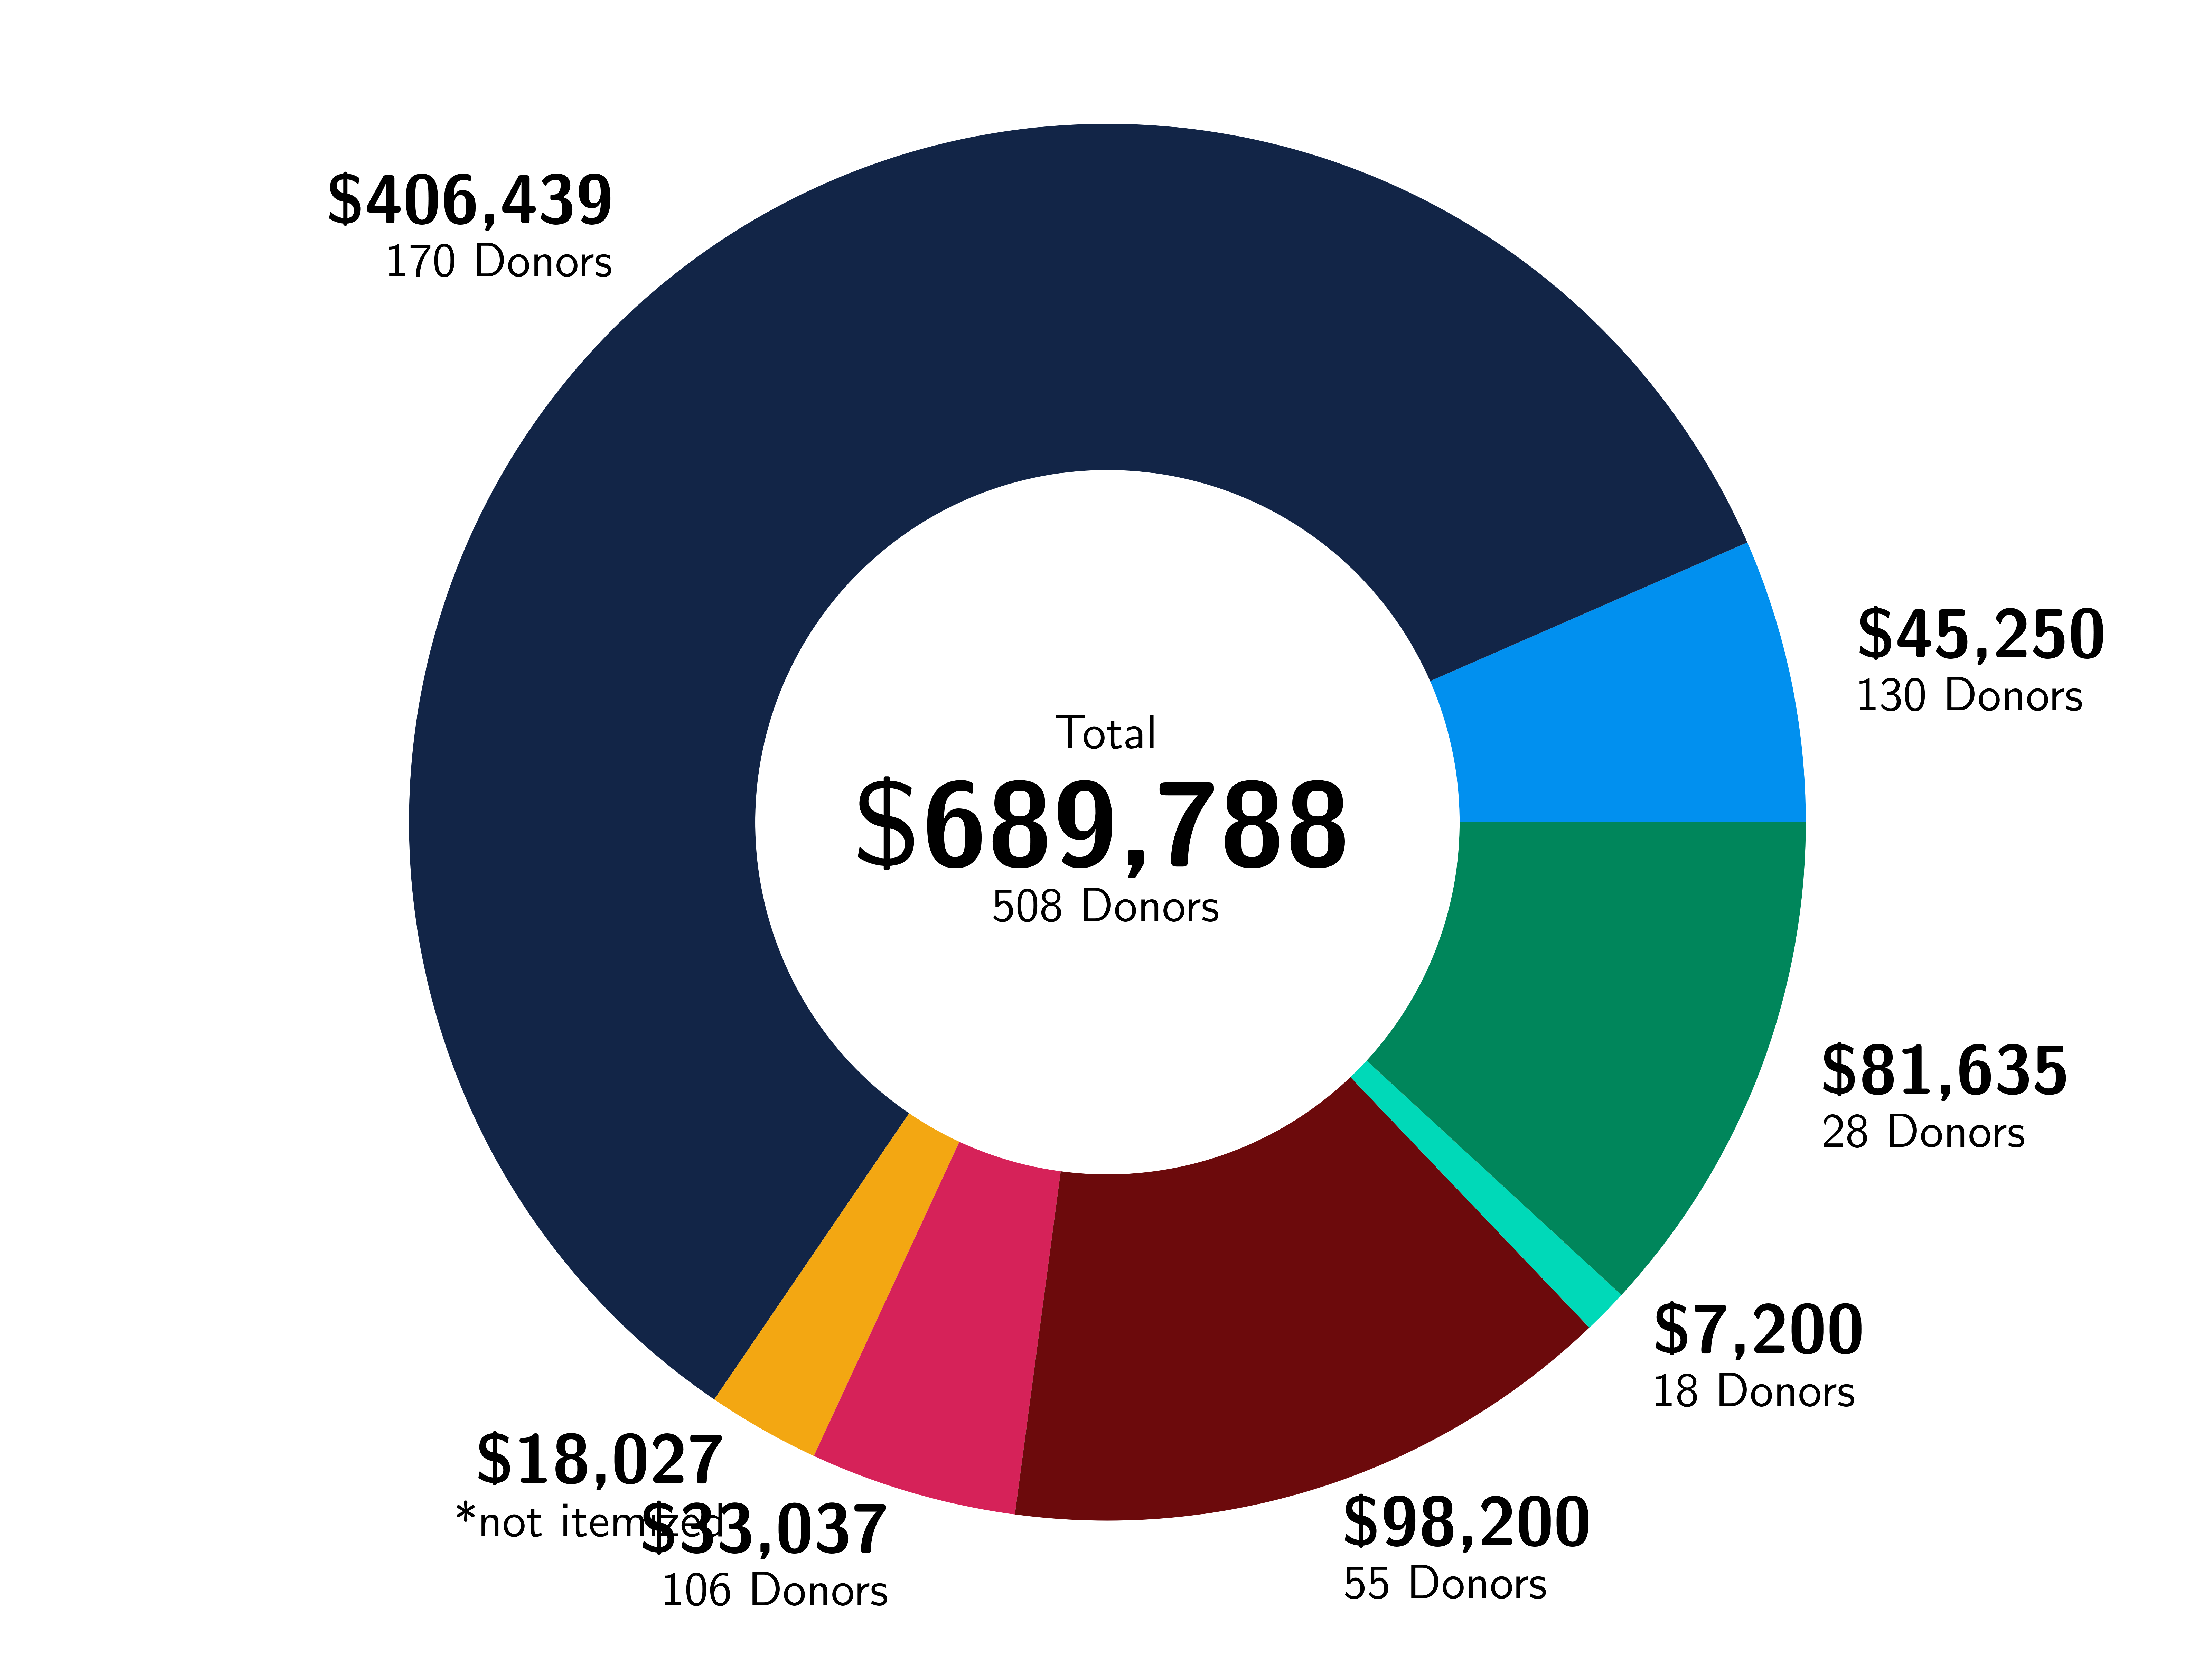 $406,439
170 Donors
$45,250
130 Donors
Total
$689,788
508 Donors
$81,635
28 Donors
$7,200
18 Donors
$18,027
*not itemized
$33,037
106 Donors
$98,200
55 Donors